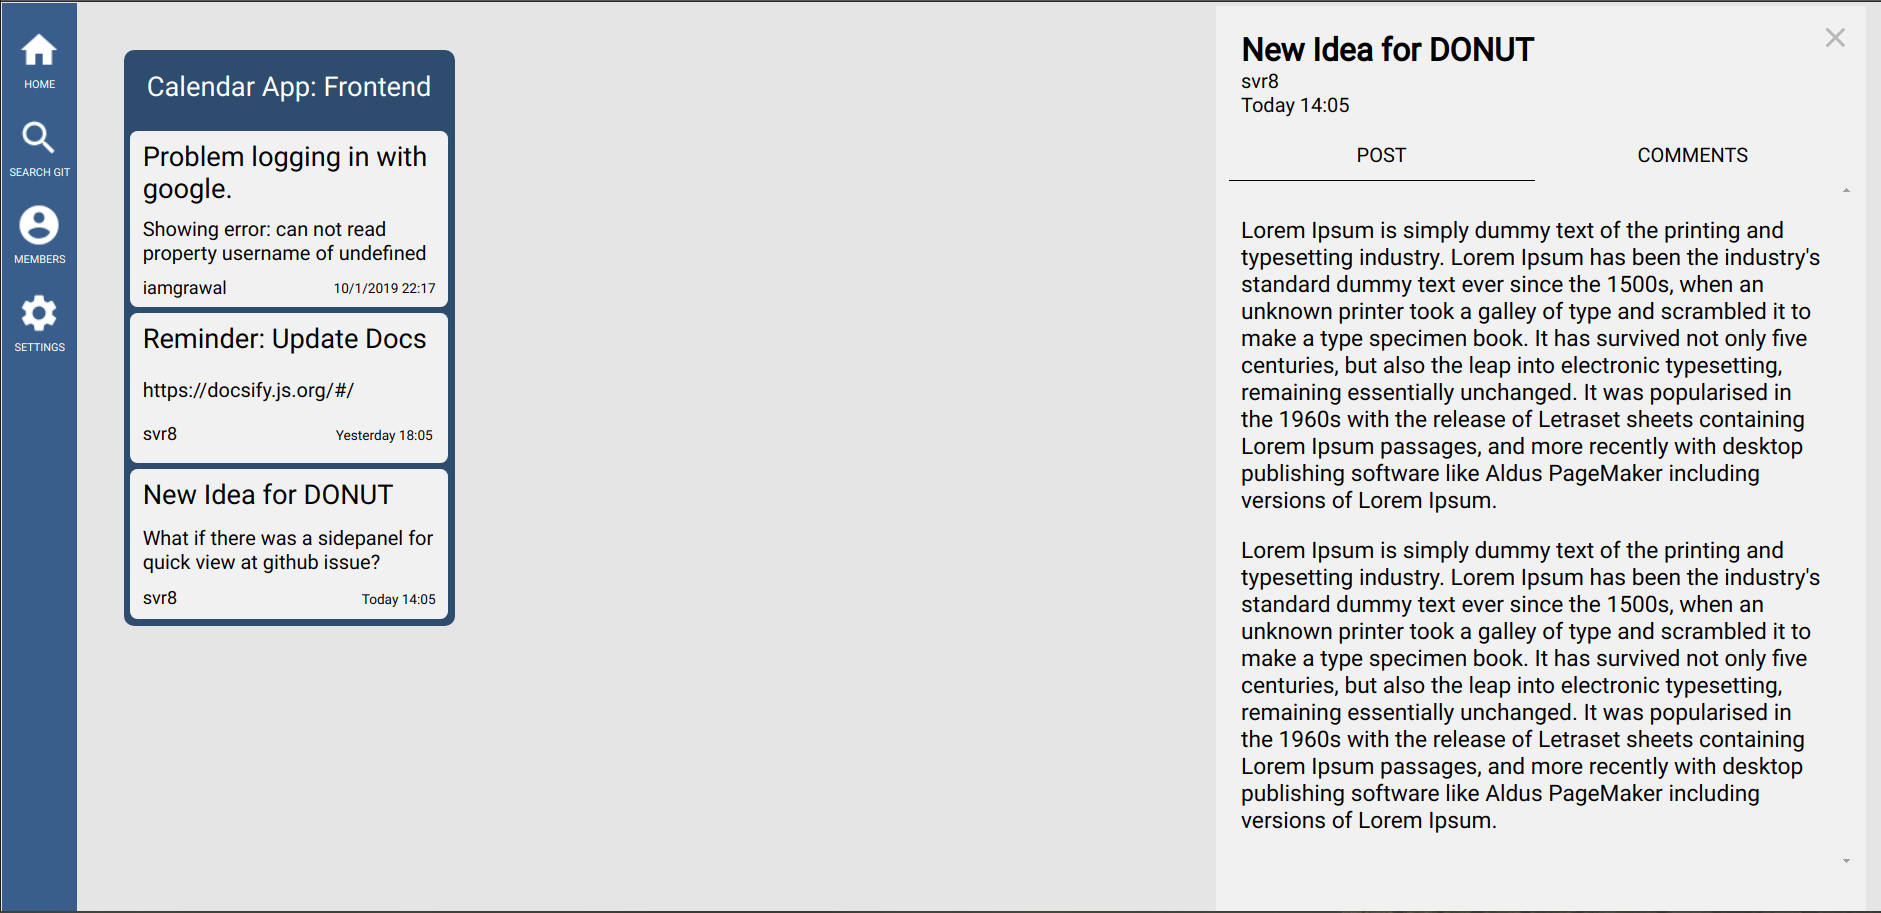 HOME
SEARCH GIT
MEMBERS
SETTINGS
Calendar App: Frontend
Problem logging in with
google.
Showing error: can not read
property username of undefined
iamgrawal 10/1/2019 22:17
Reminder: Update Docs
https://docsify.js.org/#/
svr8 Yesterday 18:05
New Idea for DONUT
What if there was a sidepanel for
quick view at github issue?
svr8 Today 14:05
New Idea for DONUT
svr8
Today 14:05
POST COMMENTS
Lorem Ipsum is simply dummy text of the printing and
typesetting industry. Lorem Ipsum has been the industry's
standard dummy text ever since the 1500s, when an
unknown printer took a galley of type and scrambled it to
make a type specimen book. It has survived not only five
centuries, but also the leap into electronic typesetting,
remaining essentially unchanged. It was popularised in
the 1960s with the release of Letraset sheets containing
Lorem Ipsum passages, and more recently with desktop
publishing software like Aldus PageMaker including
versions of Lorem Ipsum.
Lorem Ipsum is simply dummy text of the printing and
typesetting industry. Lorem Ipsum has been the industry's
standard dummy text ever since the 1500s, when an
unknown printer took a galley of type and scrambled it to
make a type specimen book. It has survived not only five
centuries, but also the leap into electronic typesetting,
remaining essentially unchanged. It was popularised in
the 1960s with the release of Letraset sheets containing
Lorem Ipsum passages, and more recently with desktop
publishing software like Aldus PageMaker including
versions of Lorem Ipsum.